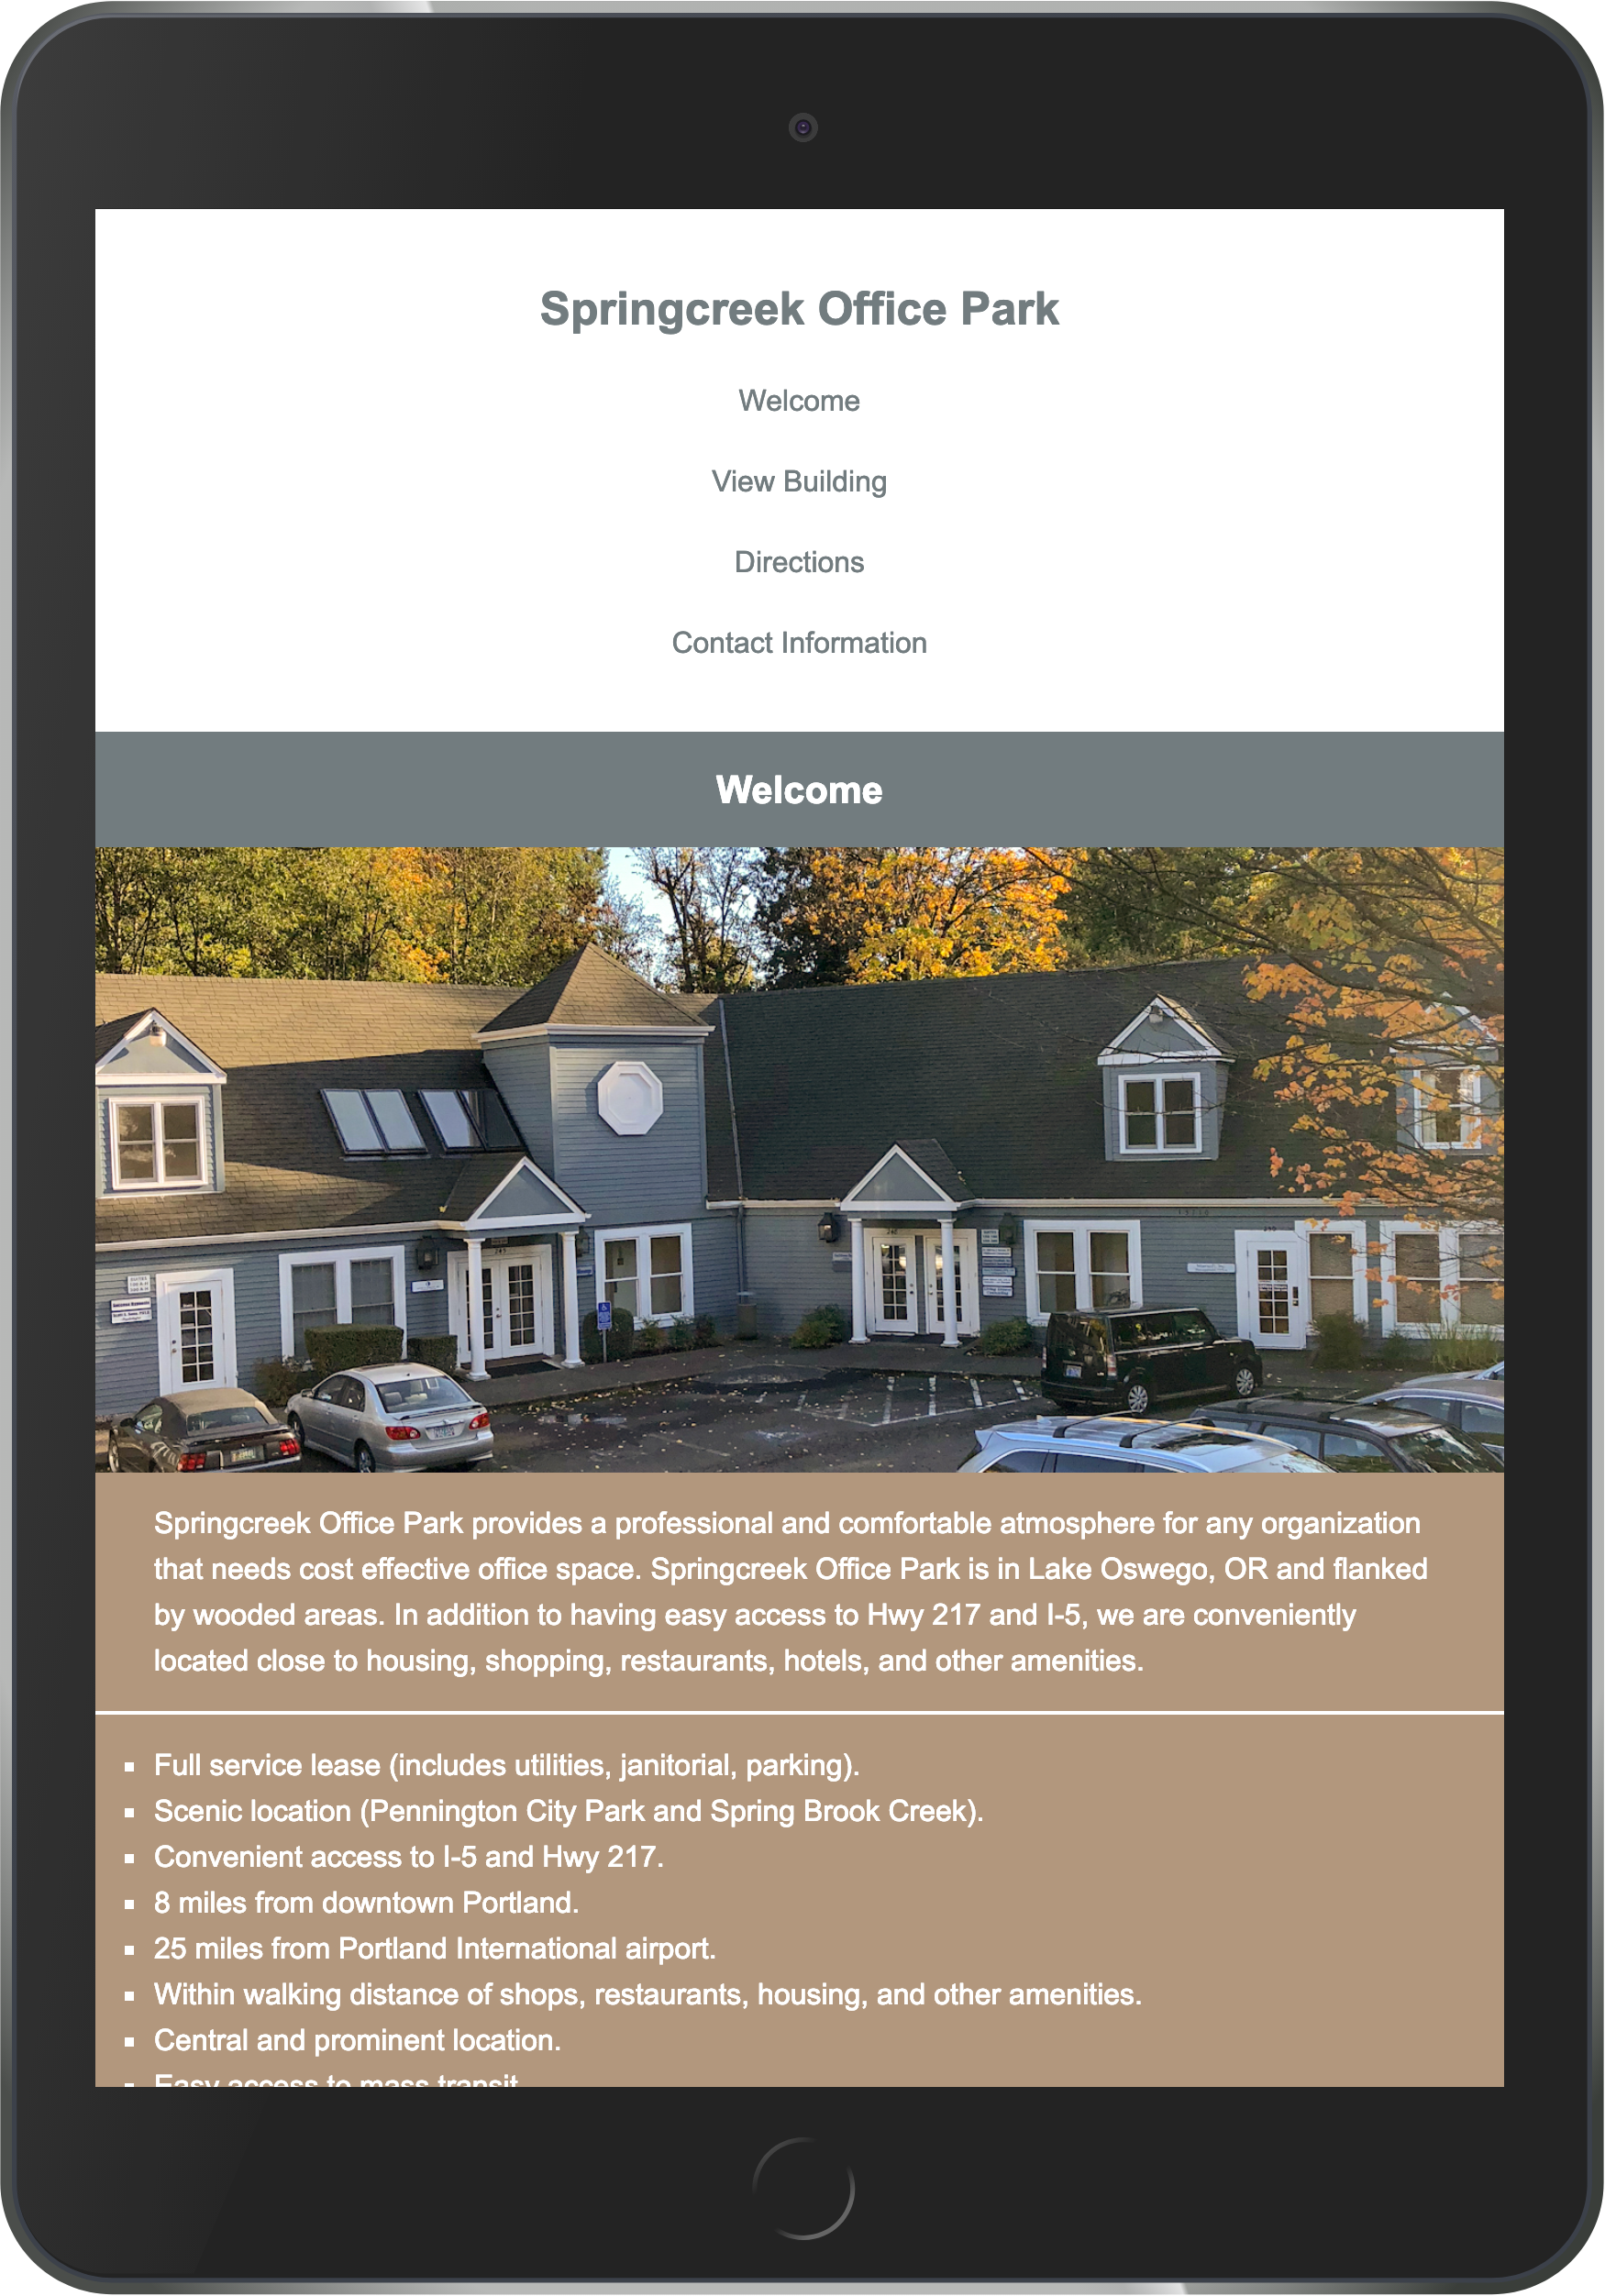 Springcreek Office Park
Welcome
View Building
Directions
Contact Information
Welcome
Springcreek Office Park provides a professional and comfortable atmosphere for any organization
that needs cost effective office space. Springcreek Office Park is in Lake Oswego, OR and flanked
by wooded areas. In addition to having easy access to Hwy 217 and I-5, we are conveniently
located close to housing, shopping, restaurants, hotels, and other amenities.
Full service lease (includes utilities, janitorial, parking).
Scenic location (Pennington City Park and Spring Brook Creek).
Convenient access to I-5 and Hwy 217.
8 miles from downtown Portland.
25 miles from Portland International airport.
Within walking distance of shops, restaurants, housing, and other amenities.
Central and prominent location.
Easy access to mass transit